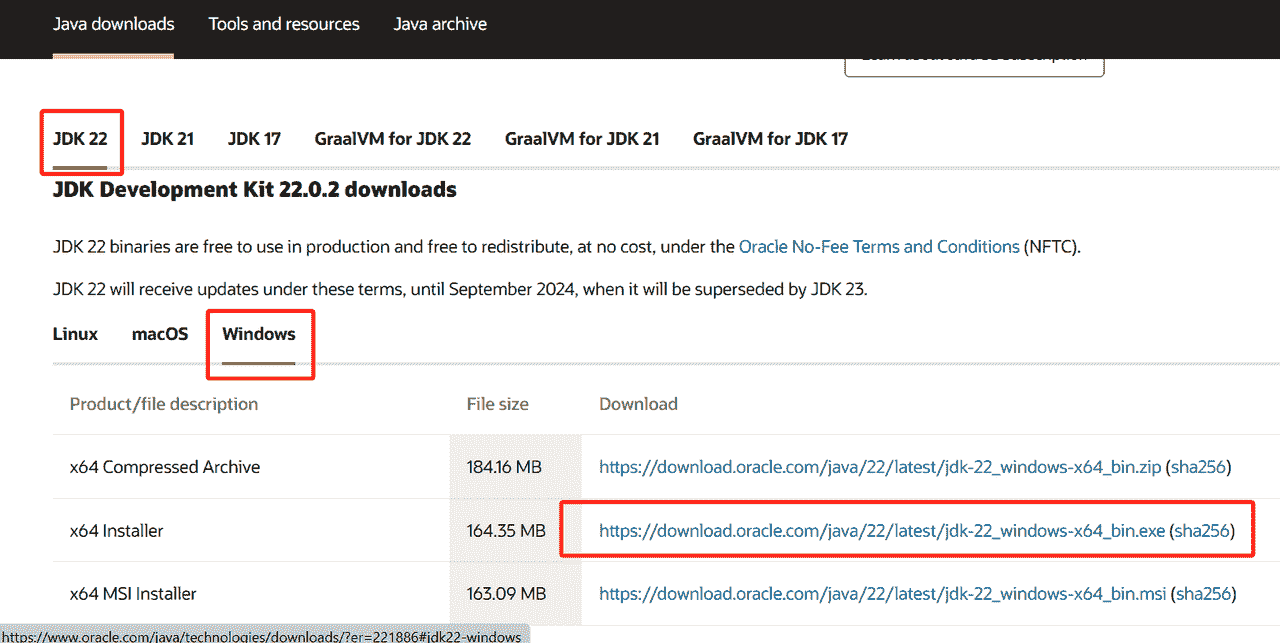 Java downloads Tools and resources Java archive
JDK 22 JDK 21 JDK 17 GraalVM for JDK 22 GraalVM for JDK 21 GraalVM for JDK 17
JDK Development Kit 22.0.2 downloads
JDK 22 binaries are free to use in production and free to redistribute, at no cost, under the Oracle No-Fee Terms and Conditions (NFTC).
JDK 22 will receive updates under these terms, until September 2024, when it will be superseded by JDK 23.
Linux macOS Windows
Product/file description File size Download
x64 Compressed Archive 184.16 MB https://download.oracle.com/java/22/latest/jdk-22_windows-x64_bin.zip (sha256)
x64 Installer 164.35 MB https://download.oracle.com/java/22/latest/jdk-22_windows-x64_bin.exe (sha256)
x64 MSI Installer 163.09 MB https://download.oracle.com/java/22/latest/jdk-22_windows-x64_bin.msi (sha256)
https://www.oracle.com/java/technologies/downloads/?er=221886#jdk22-windows